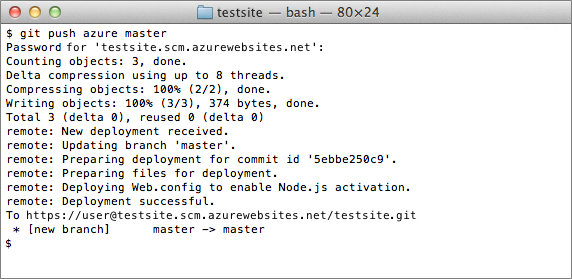 testsite — bash — 80×24
$ git push azure master
Password for 'testsite.scm.azurewebsites.net':
Counting objects: 3, done.
Delta compression using up to 8 threads.
Compressing objects: 100% (2/2), done.
Writing objects: 100% (3/3), 374 bytes, done.
Total 3 (delta 0), reused 0 (delta 0)
remote: New deployment received.
remote: Updating branch 'master'.
remote: Preparing deployment for commit id '5ebbe250c9'.
remote: Preparing files for deployment.
remote: Deploying Web.config to enable Node.js activation.
remote: Deployment successful.
To https://user@testsite.scm.azurewebsites.net/testsite.git
 * [new branch]      master -> master
$